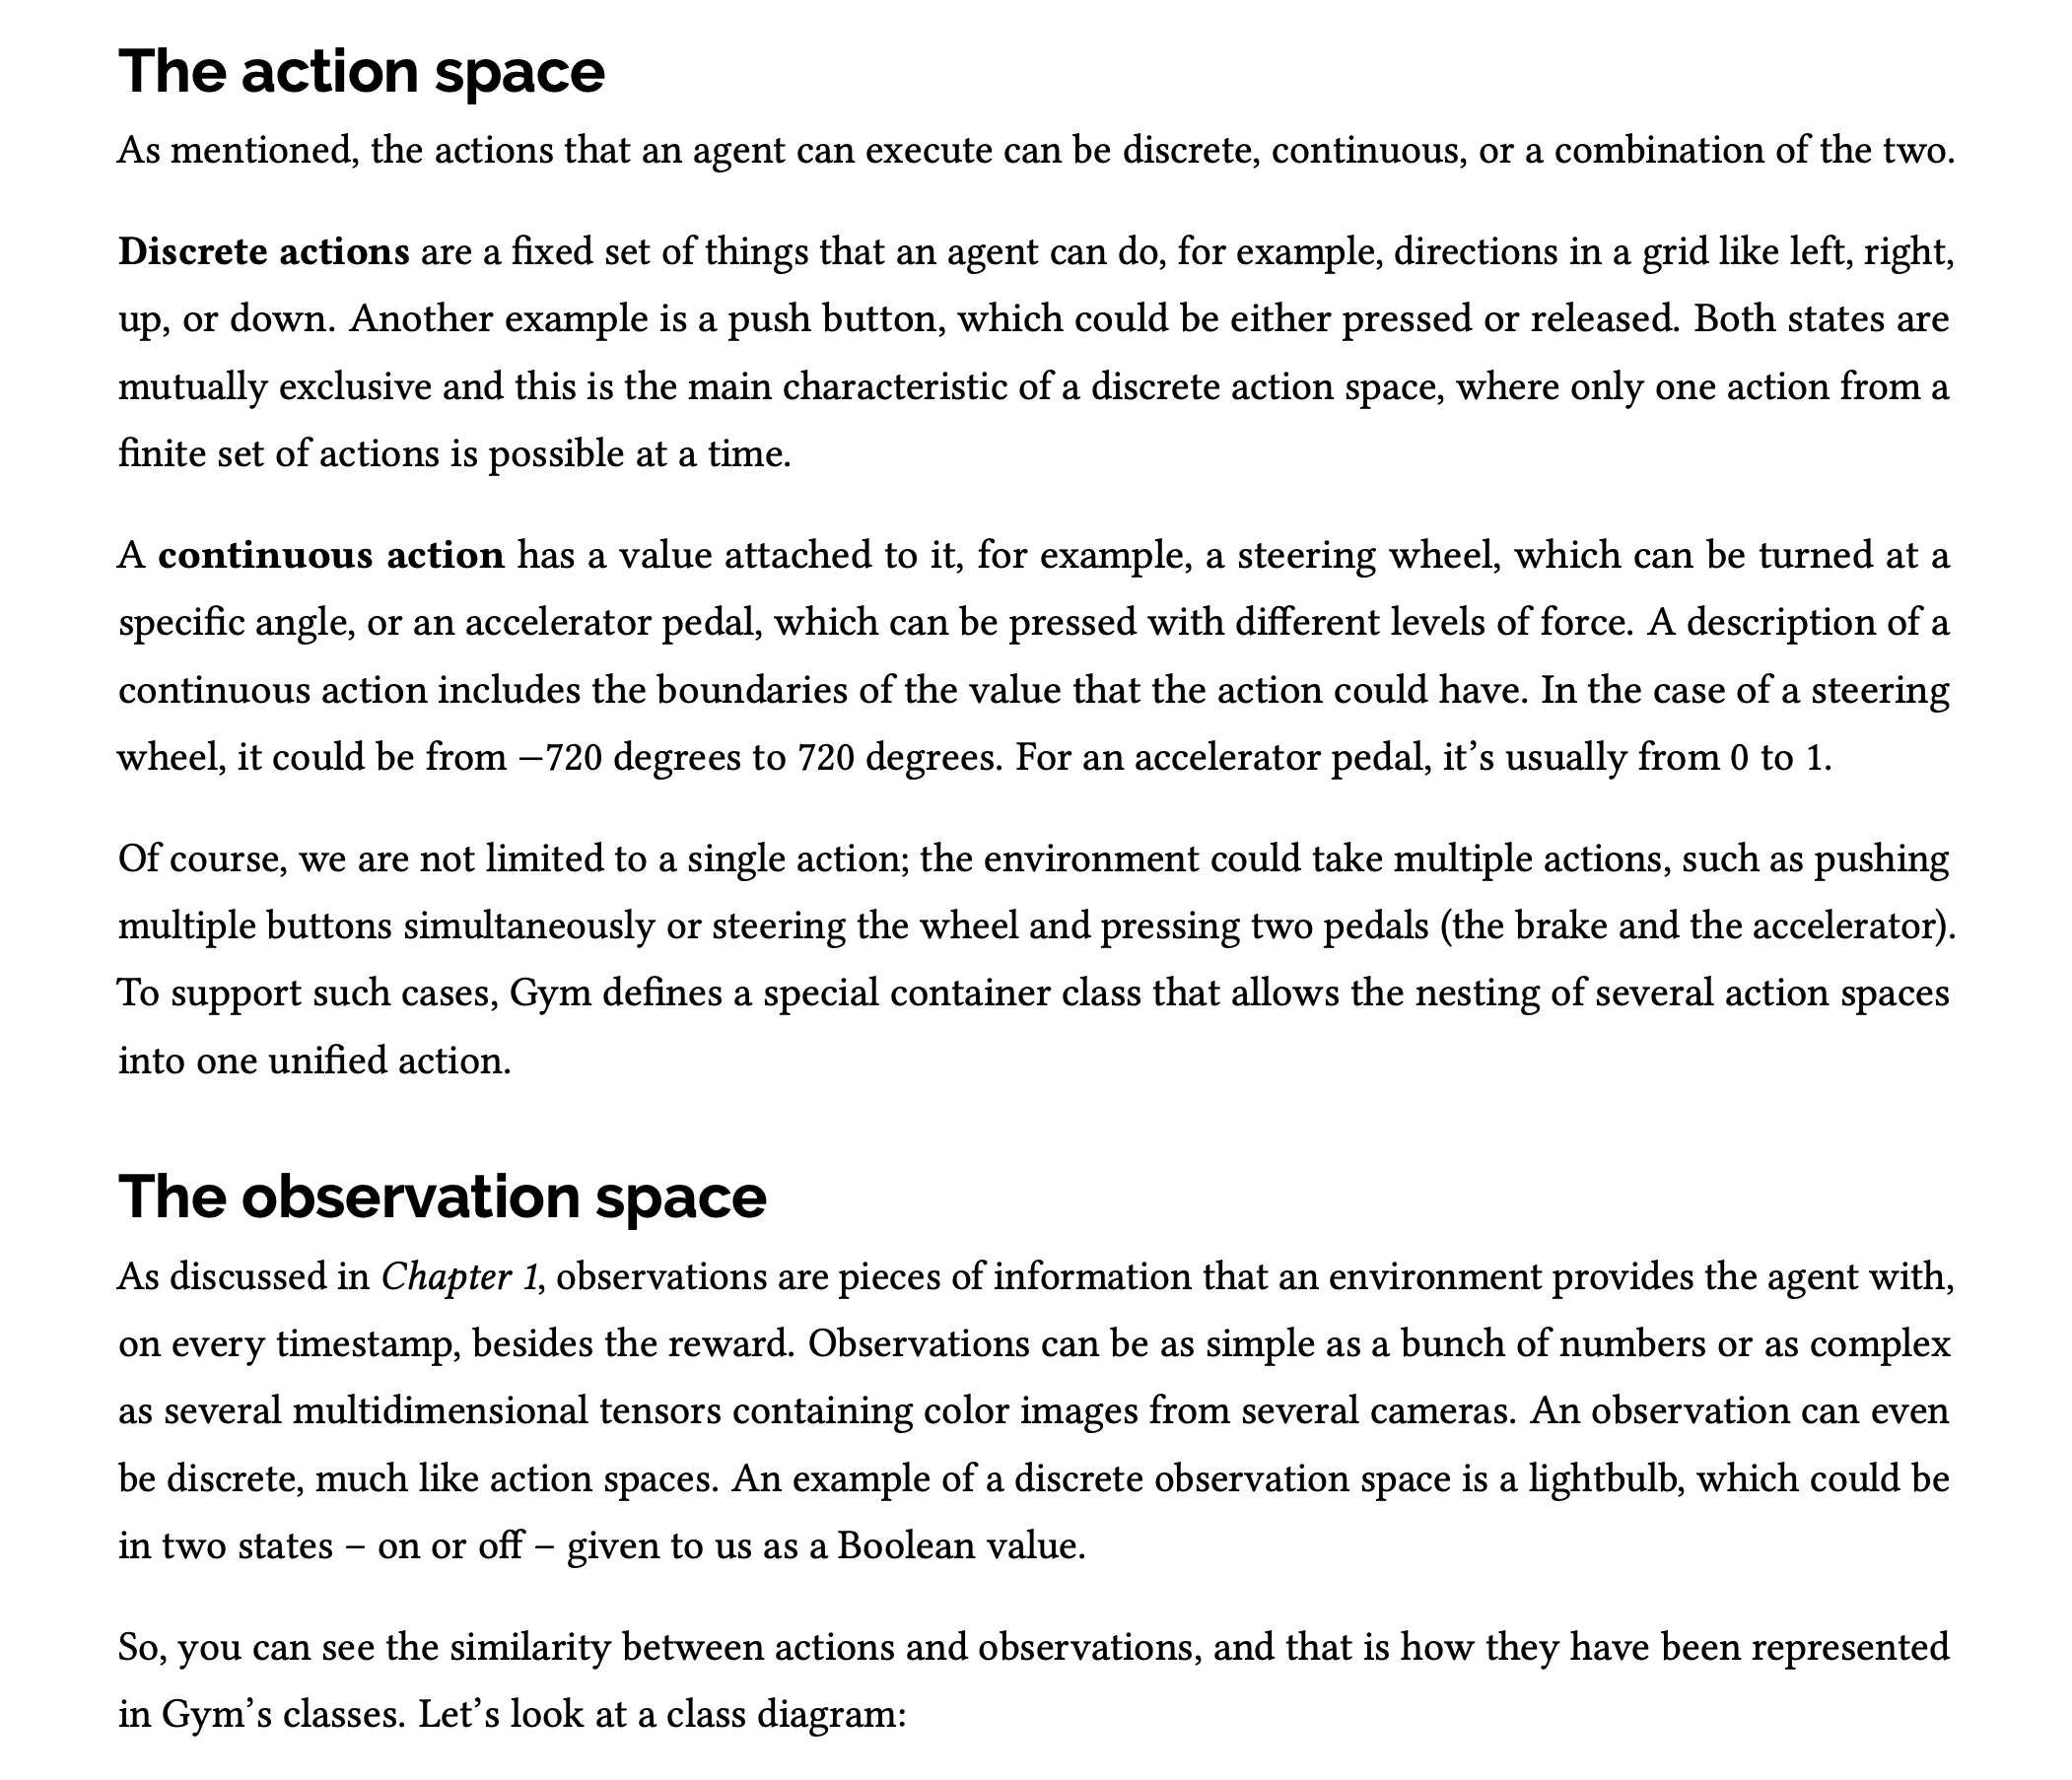 The action space
As mentioned, the actions that an agent can execute can be discrete, continuous, or a combination of the two.
Discrete actions are a fixed set of things that an agent can do, for example, directions in a grid like left, right,
up, or down. Another example is a push button, which could be either pressed or released. Both states are
mutually exclusive and this is the main characteristic of a discrete action space, where only one action from a
finite set of actions is possible at a time.
A continuous action has a value attached to it, for example, a steering wheel, which can be turned at a
specific angle, or an accelerator pedal, which can be pressed with different levels of force. A description of a
continuous action includes the boundaries of the value that the action could have. In the case of a steering
wheel, it could be from −720 degrees to 720 degrees. For an accelerator pedal, it’s usually from 0 to 1.
Of course, we are not limited to a single action; the environment could take multiple actions, such as pushing
multiple buttons simultaneously or steering the wheel and pressing two pedals (the brake and the accelerator).
To support such cases, Gym defines a special container class that allows the nesting of several action spaces
into one unified action.
The observation space
As discussed in Chapter 1, observations are pieces of information that an environment provides the agent with,
on every timestamp, besides the reward. Observations can be as simple as a bunch of numbers or as complex
as several multidimensional tensors containing color images from several cameras. An observation can even
be discrete, much like action spaces. An example of a discrete observation space is a lightbulb, which could be
in two states – on or off – given to us as a Boolean value.
So, you can see the similarity between actions and observations, and that is how they have been represented
in Gym’s classes. Let’s look at a class diagram: